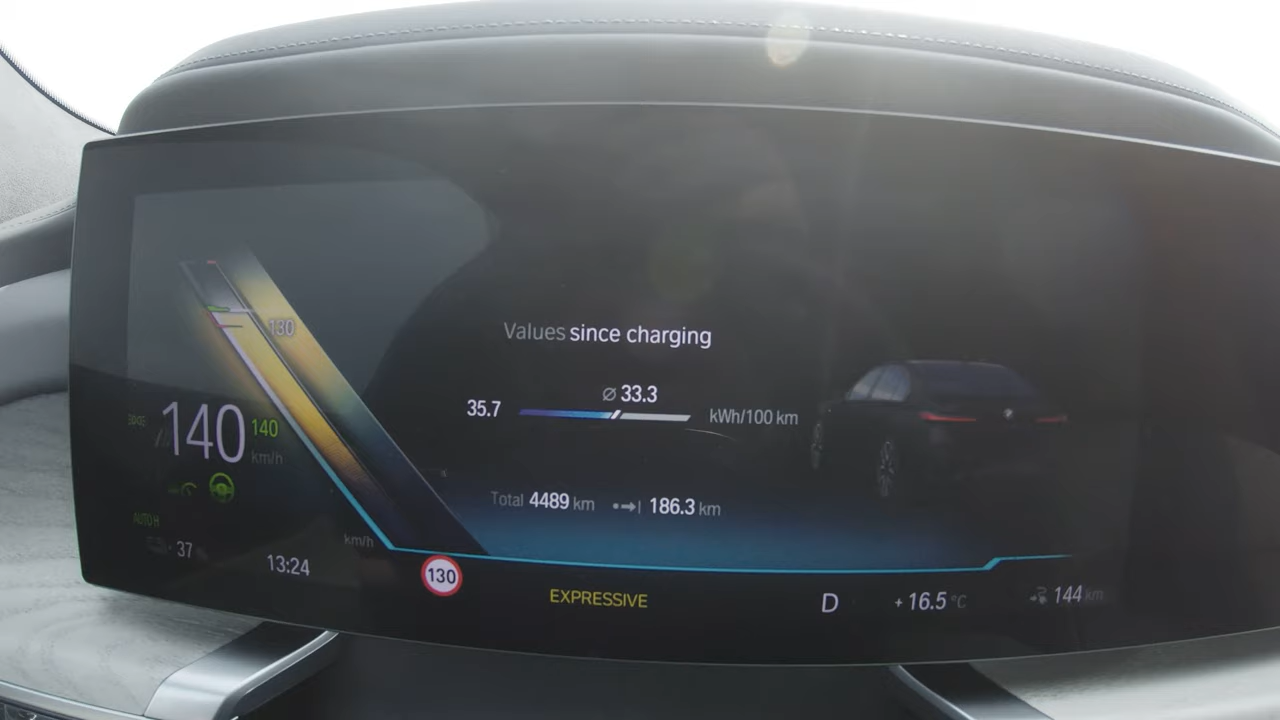 Values since charging
130
Ø 33.3
35.7
kWh/100 km
140
140
km/h
Total 4489 km
186.3 km
AUTO H
km/h
37
13:24
130
EXPRESSIVE
D
+16.5 °C
144 km